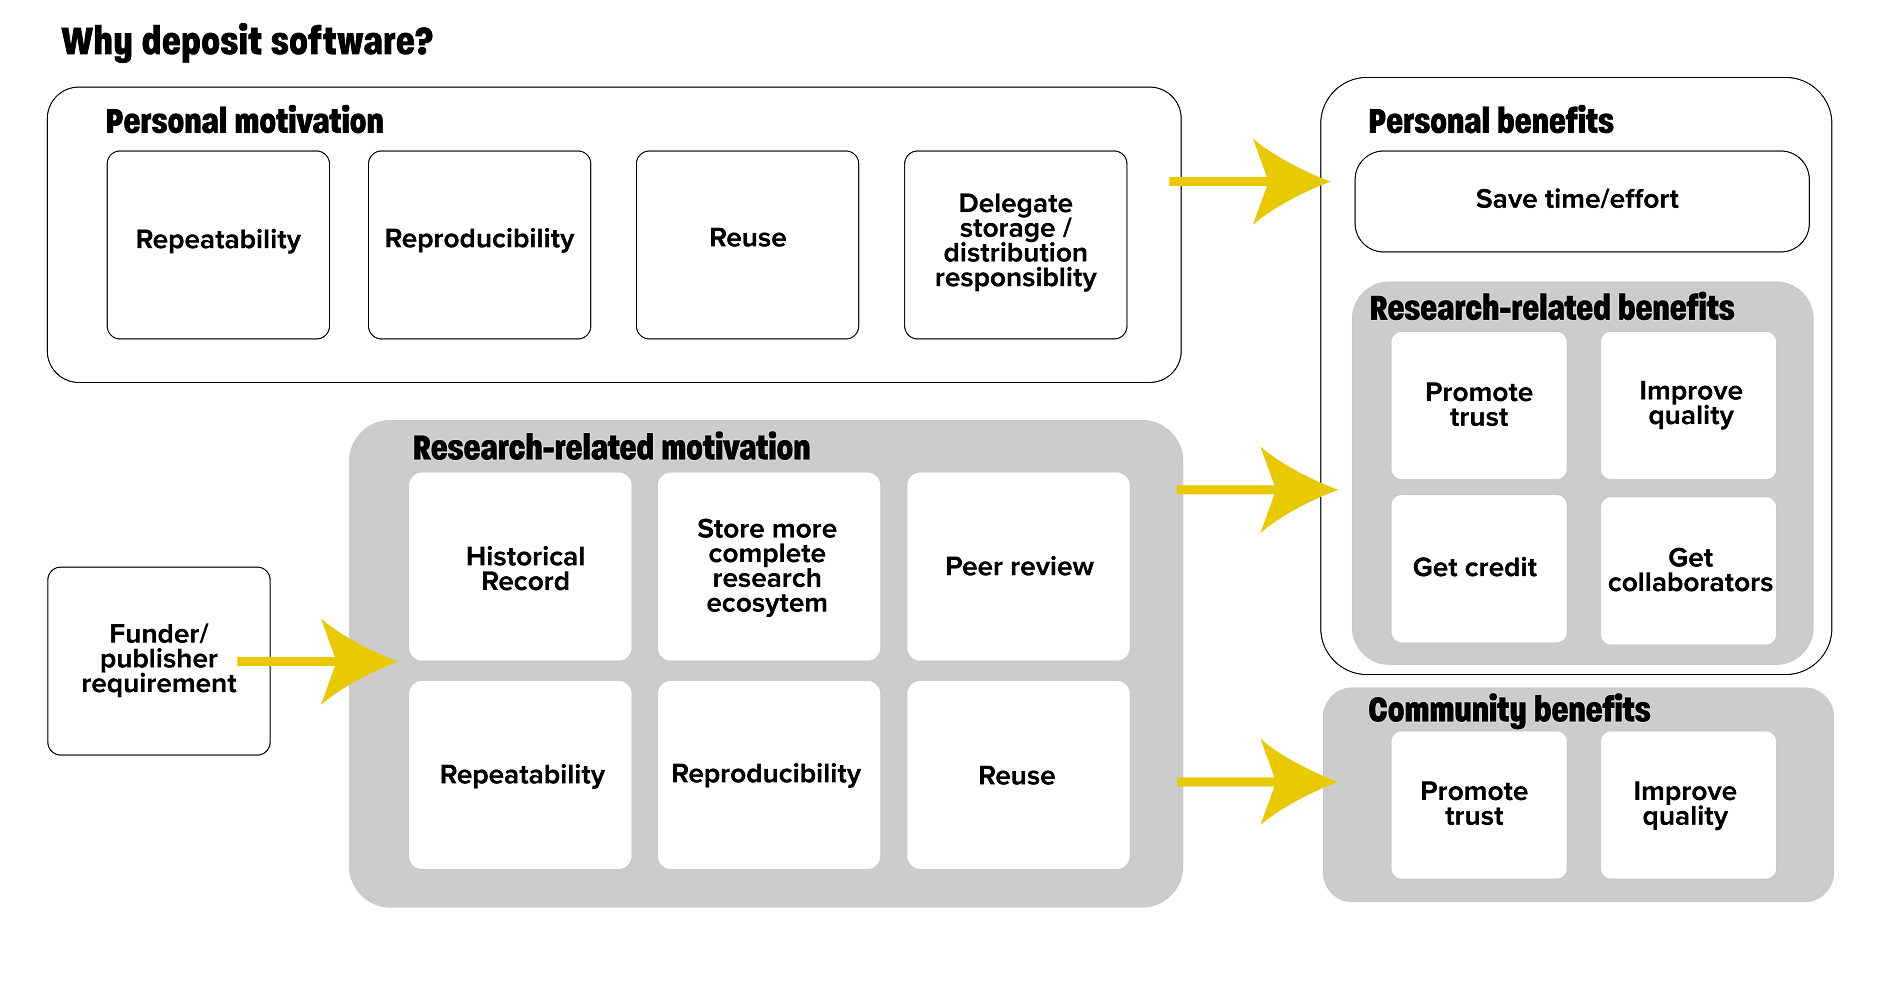 Why deposit software?
Personal motivation
Repeatability
Reproducibility
Reuse
Delegate
storage /
distribution
responsiblity
Personal benefits
Save time/effort
Research-related benefits
Promote
trust
Improve
quality
Get credit
Get
collaborators
Funder/
publisher
requirement
Research-related motivation
Historical
Record
Store more
complete
research
ecosytem
Peer review
Repeatability
Reproducibility
Reuse
Community benefits
Promote
trust
Improve
quality